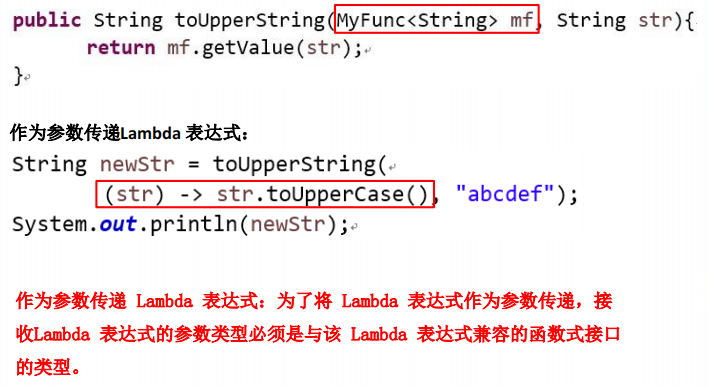 public String toUpperString(MyFunc<String> mf, String str){
return mf.getValue(str);
}
作为参数传递Lambda 表达式：
String newStr = toUpperString(
(str) -> str.toUpperCase(), "abcdef");
System.out.println(newStr);
作为参数传递 Lambda 表达式：为了将 Lambda 表达式作为参数传递，接
收Lambda 表达式的参数类型必须是与该 Lambda 表达式兼容的函数式接口
的类型。